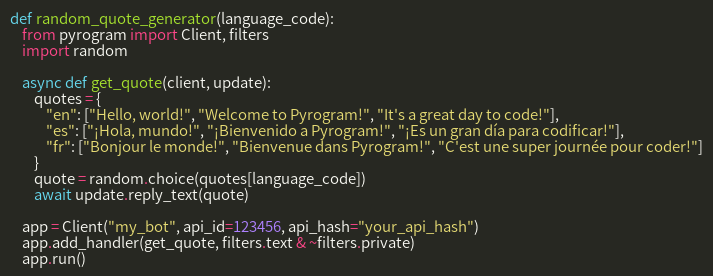 def random_quote_generator(language_code):
    from pyrogram import Client, filters
    import random

    async def get_quote(client, update):
        quotes = {
            "en": ["Hello, world!", "Welcome to Pyrogram!", "It's a great day to code!"],
            "es": ["¡Hola, mundo!", "¡Bienvenido a Pyrogram!", "¡Es un gran día para codificar!"],
            "fr": ["Bonjour le monde!", "Bienvenue dans Pyrogram!", "C'est une super journée pour coder!"]
        }
        quote = random.choice(quotes[language_code])
        await update.reply_text(quote)

    app = Client("my_bot", api_id=123456, api_hash="your_api_hash")
    app.add_handler(get_quote, filters.text & ~filters.private)
    app.run()